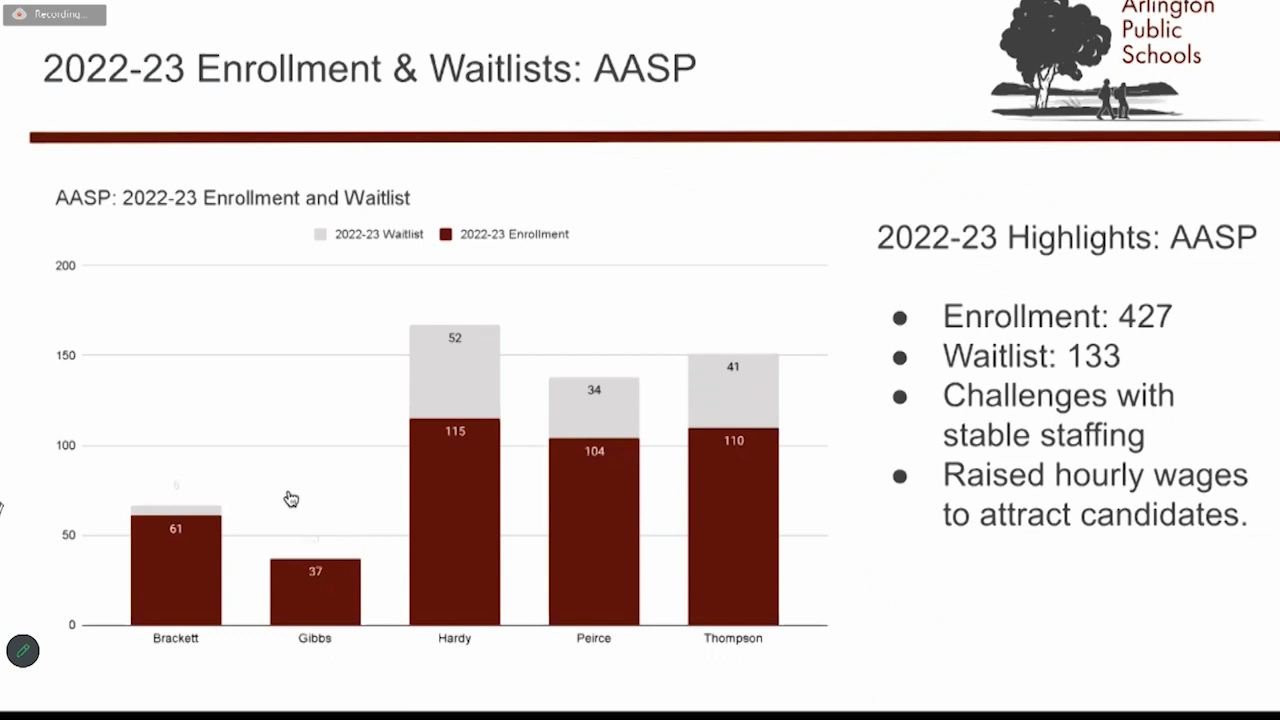 Recording...
Arlington
Public
Schools
2022-23 Enrollment & Waitlists: AASP
AASP: 2022-23 Enrollment and Waitlist
2022-23 Waitlist 2022-23 Enrollment
200
150
100
50
0
52
115
34
104
41
110
61
37
Brackett Gibbs Hardy Peirce Thompson
2022-23 Highlights: AASP
● Enrollment: 427
● Waitlist: 133
● Challenges with
stable staffing
● Raised hourly wages
to attract candidates.